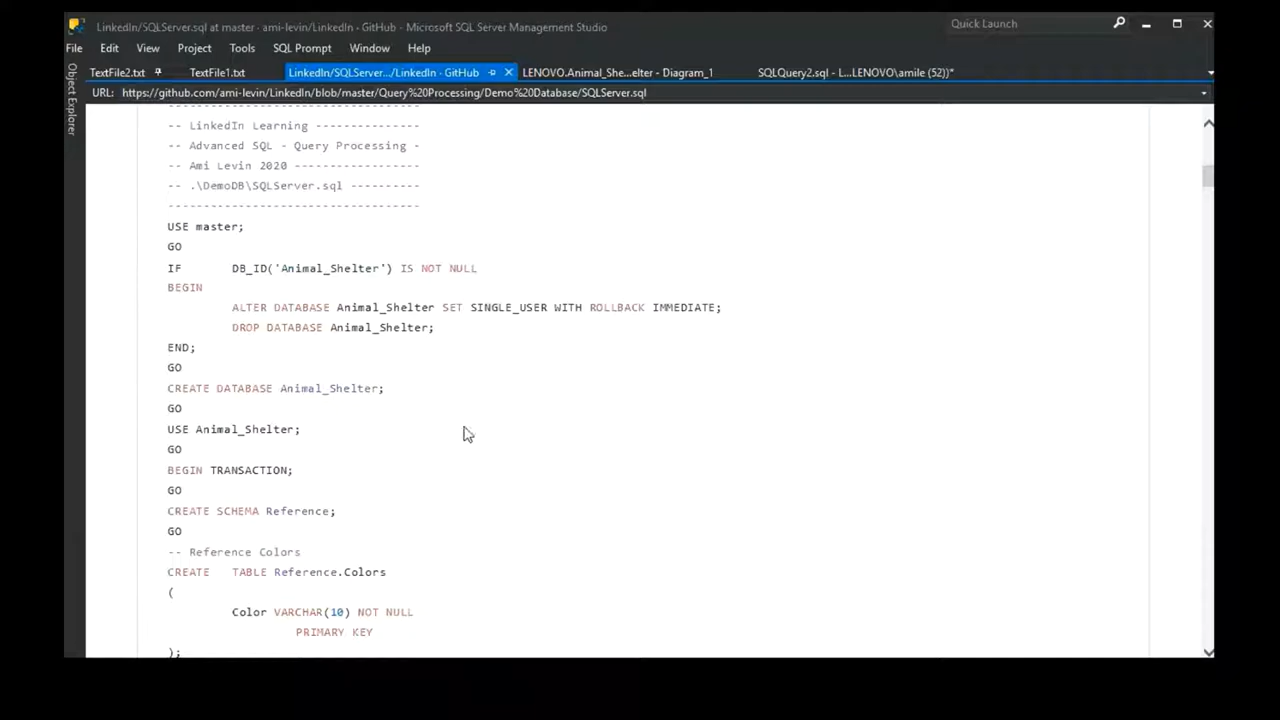 LinkedIn/SQLServer.sql at master · ami-levin/LinkedIn · GitHub - Microsoft SQL Server Management Studio
Quick Launch
File Edit View Project Tools SQL Prompt Window Help
Object Explorer
TextFile2.txt TextFile1.txt LinkedIn/SQLServer.../LinkedIn · GitHub LENOVO.Animal_She...elter - Diagram_1 SQLQuery2.sql - L...LENOVO\amile (52))*
URL: https://github.com/ami-levin/LinkedIn/blob/master/Query%20Processing/Demo%20Database/SQLServer.sql
----------------------------------
-- LinkedIn Learning ---------------
-- Advanced SQL - Query Processing -
-- Ami Levin 2020 ------------------
-- .\DemoDB\SQLServer.sql ----------
------------------------------------
USE master;
GO
IF DB_ID('Animal_Shelter') IS NOT NULL
BEGIN
ALTER DATABASE Animal_Shelter SET SINGLE_USER WITH ROLLBACK IMMEDIATE;
DROP DATABASE Animal_Shelter;
END;
GO
CREATE DATABASE Animal_Shelter;
GO
USE Animal_Shelter;
GO
BEGIN TRANSACTION;
GO
CREATE SCHEMA Reference;
GO
-- Reference Colors
CREATE TABLE Reference.Colors
(
Color VARCHAR(10) NOT NULL
PRIMARY KEY
);